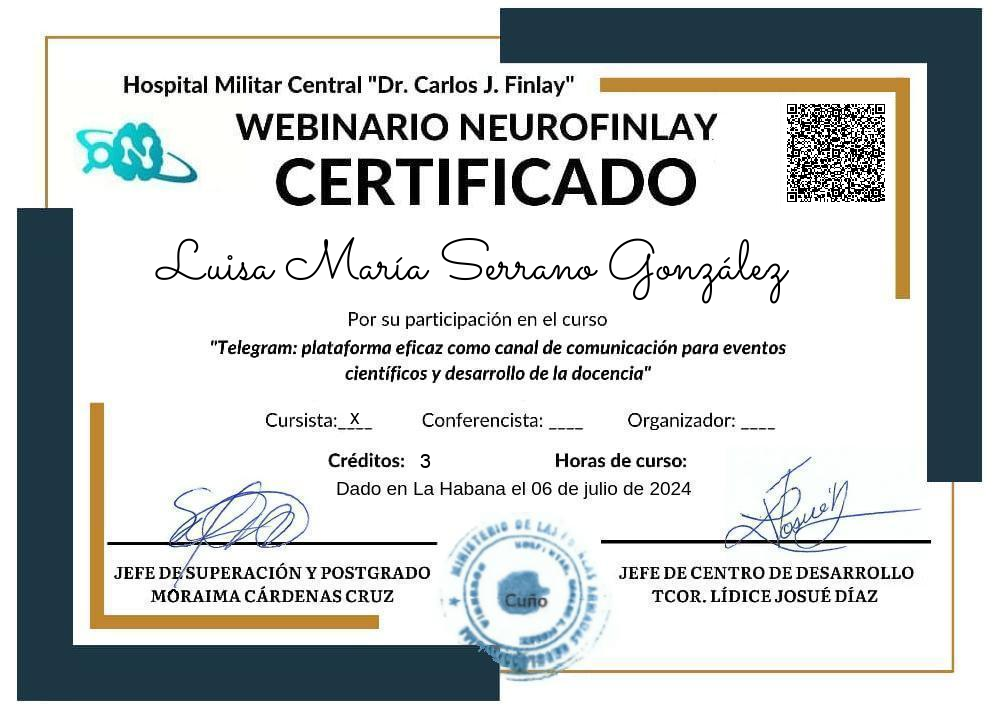 Hospital Militar Central "Dr. Carlos J. Finlay"
WEBINARIO NEUROFINLAY
CERTIFICADO
Luisa María Serrano González
Por su participación en el curso
"Telegram: plataforma eficaz como canal de comunicación para eventos
científicos y desarrollo de la docencia"
Cursista:__X__ Conferencista: ____ Organizador: ____
Créditos: 3 Horas de curso:
Dado en La Habana el 06 de julio de 2024
JEFE DE SUPERACIÓN Y POSTGRADO
MORAIMA CÁRDENAS CRUZ
JEFE DE CENTRO DE DESARROLLO
TCOR. LÍDICE JOSUÉ DÍAZ
MINISTERIO DE LAS
Cuño